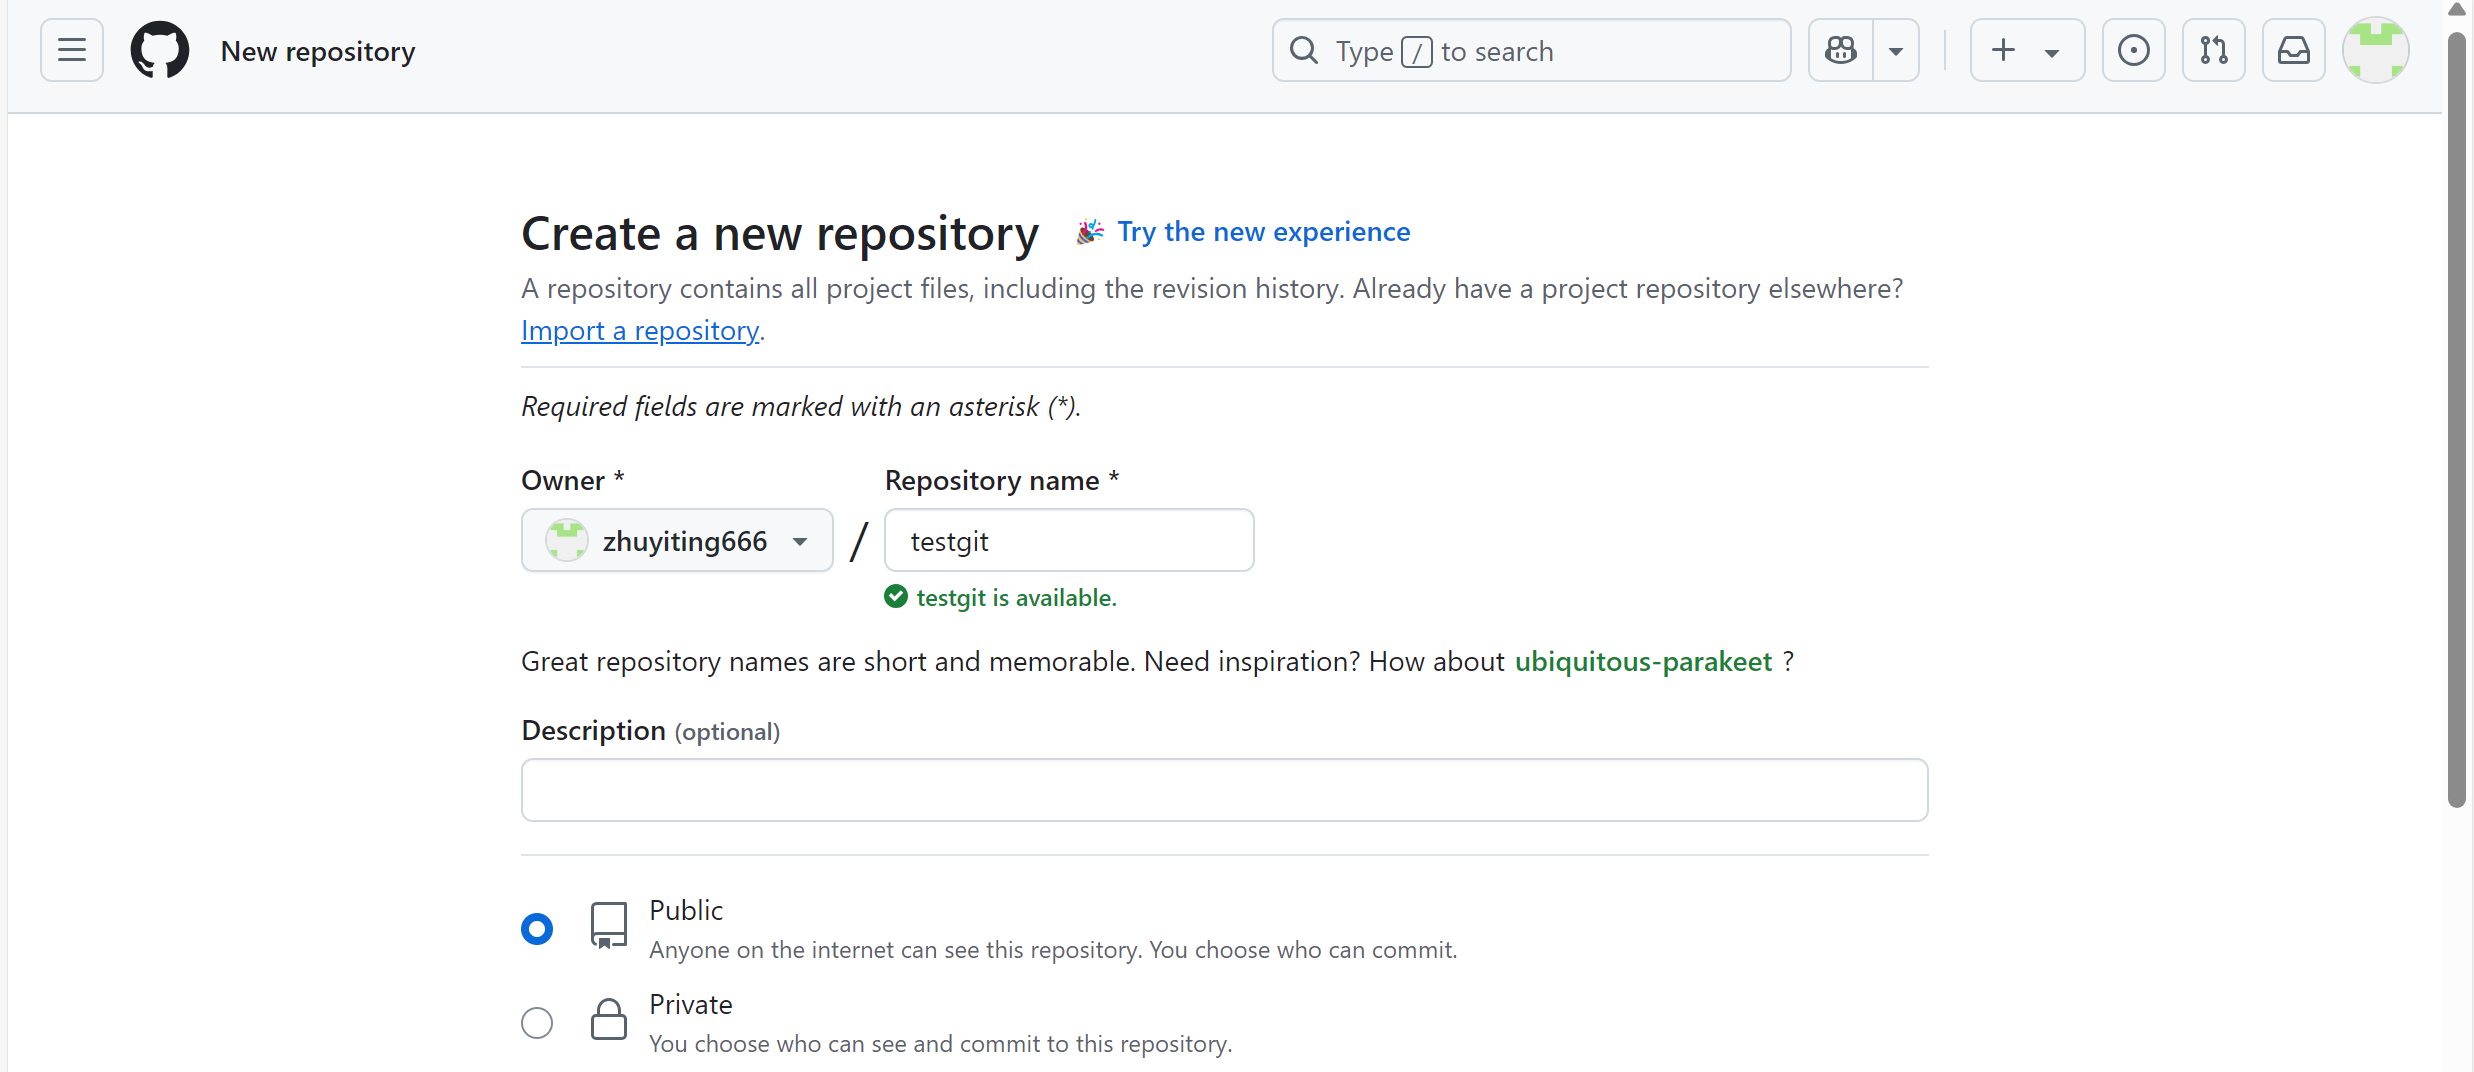 New repository
Type / to search
Create a new repository 🎉 Try the new experience
A repository contains all project files, including the revision history. Already have a project repository elsewhere?
Import a repository.
Required fields are marked with an asterisk (*).
Owner * Repository name *
zhuyiting666 / testgit
testgit is available.
Great repository names are short and memorable. Need inspiration? How about ubiquitous-parakeet ?
Description (optional)
Public
Anyone on the internet can see this repository. You choose who can commit.
Private
You choose who can see and commit to this repository.